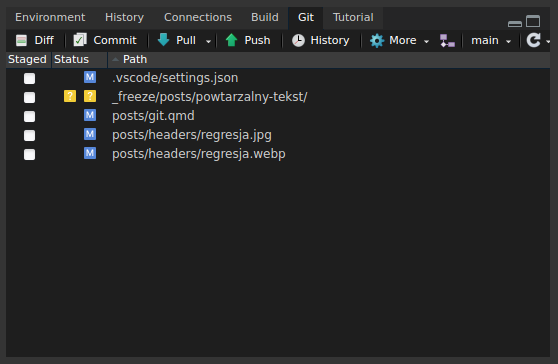 Environment History Connections Build Git Tutorial
Diff Commit Pull Push History More main
Staged Status Path
M .vscode/settings.json
? ? _freeze/posts/powtarzalny-tekst/
M posts/git.qmd
M posts/headers/regresja.jpg
M posts/headers/regresja.webp